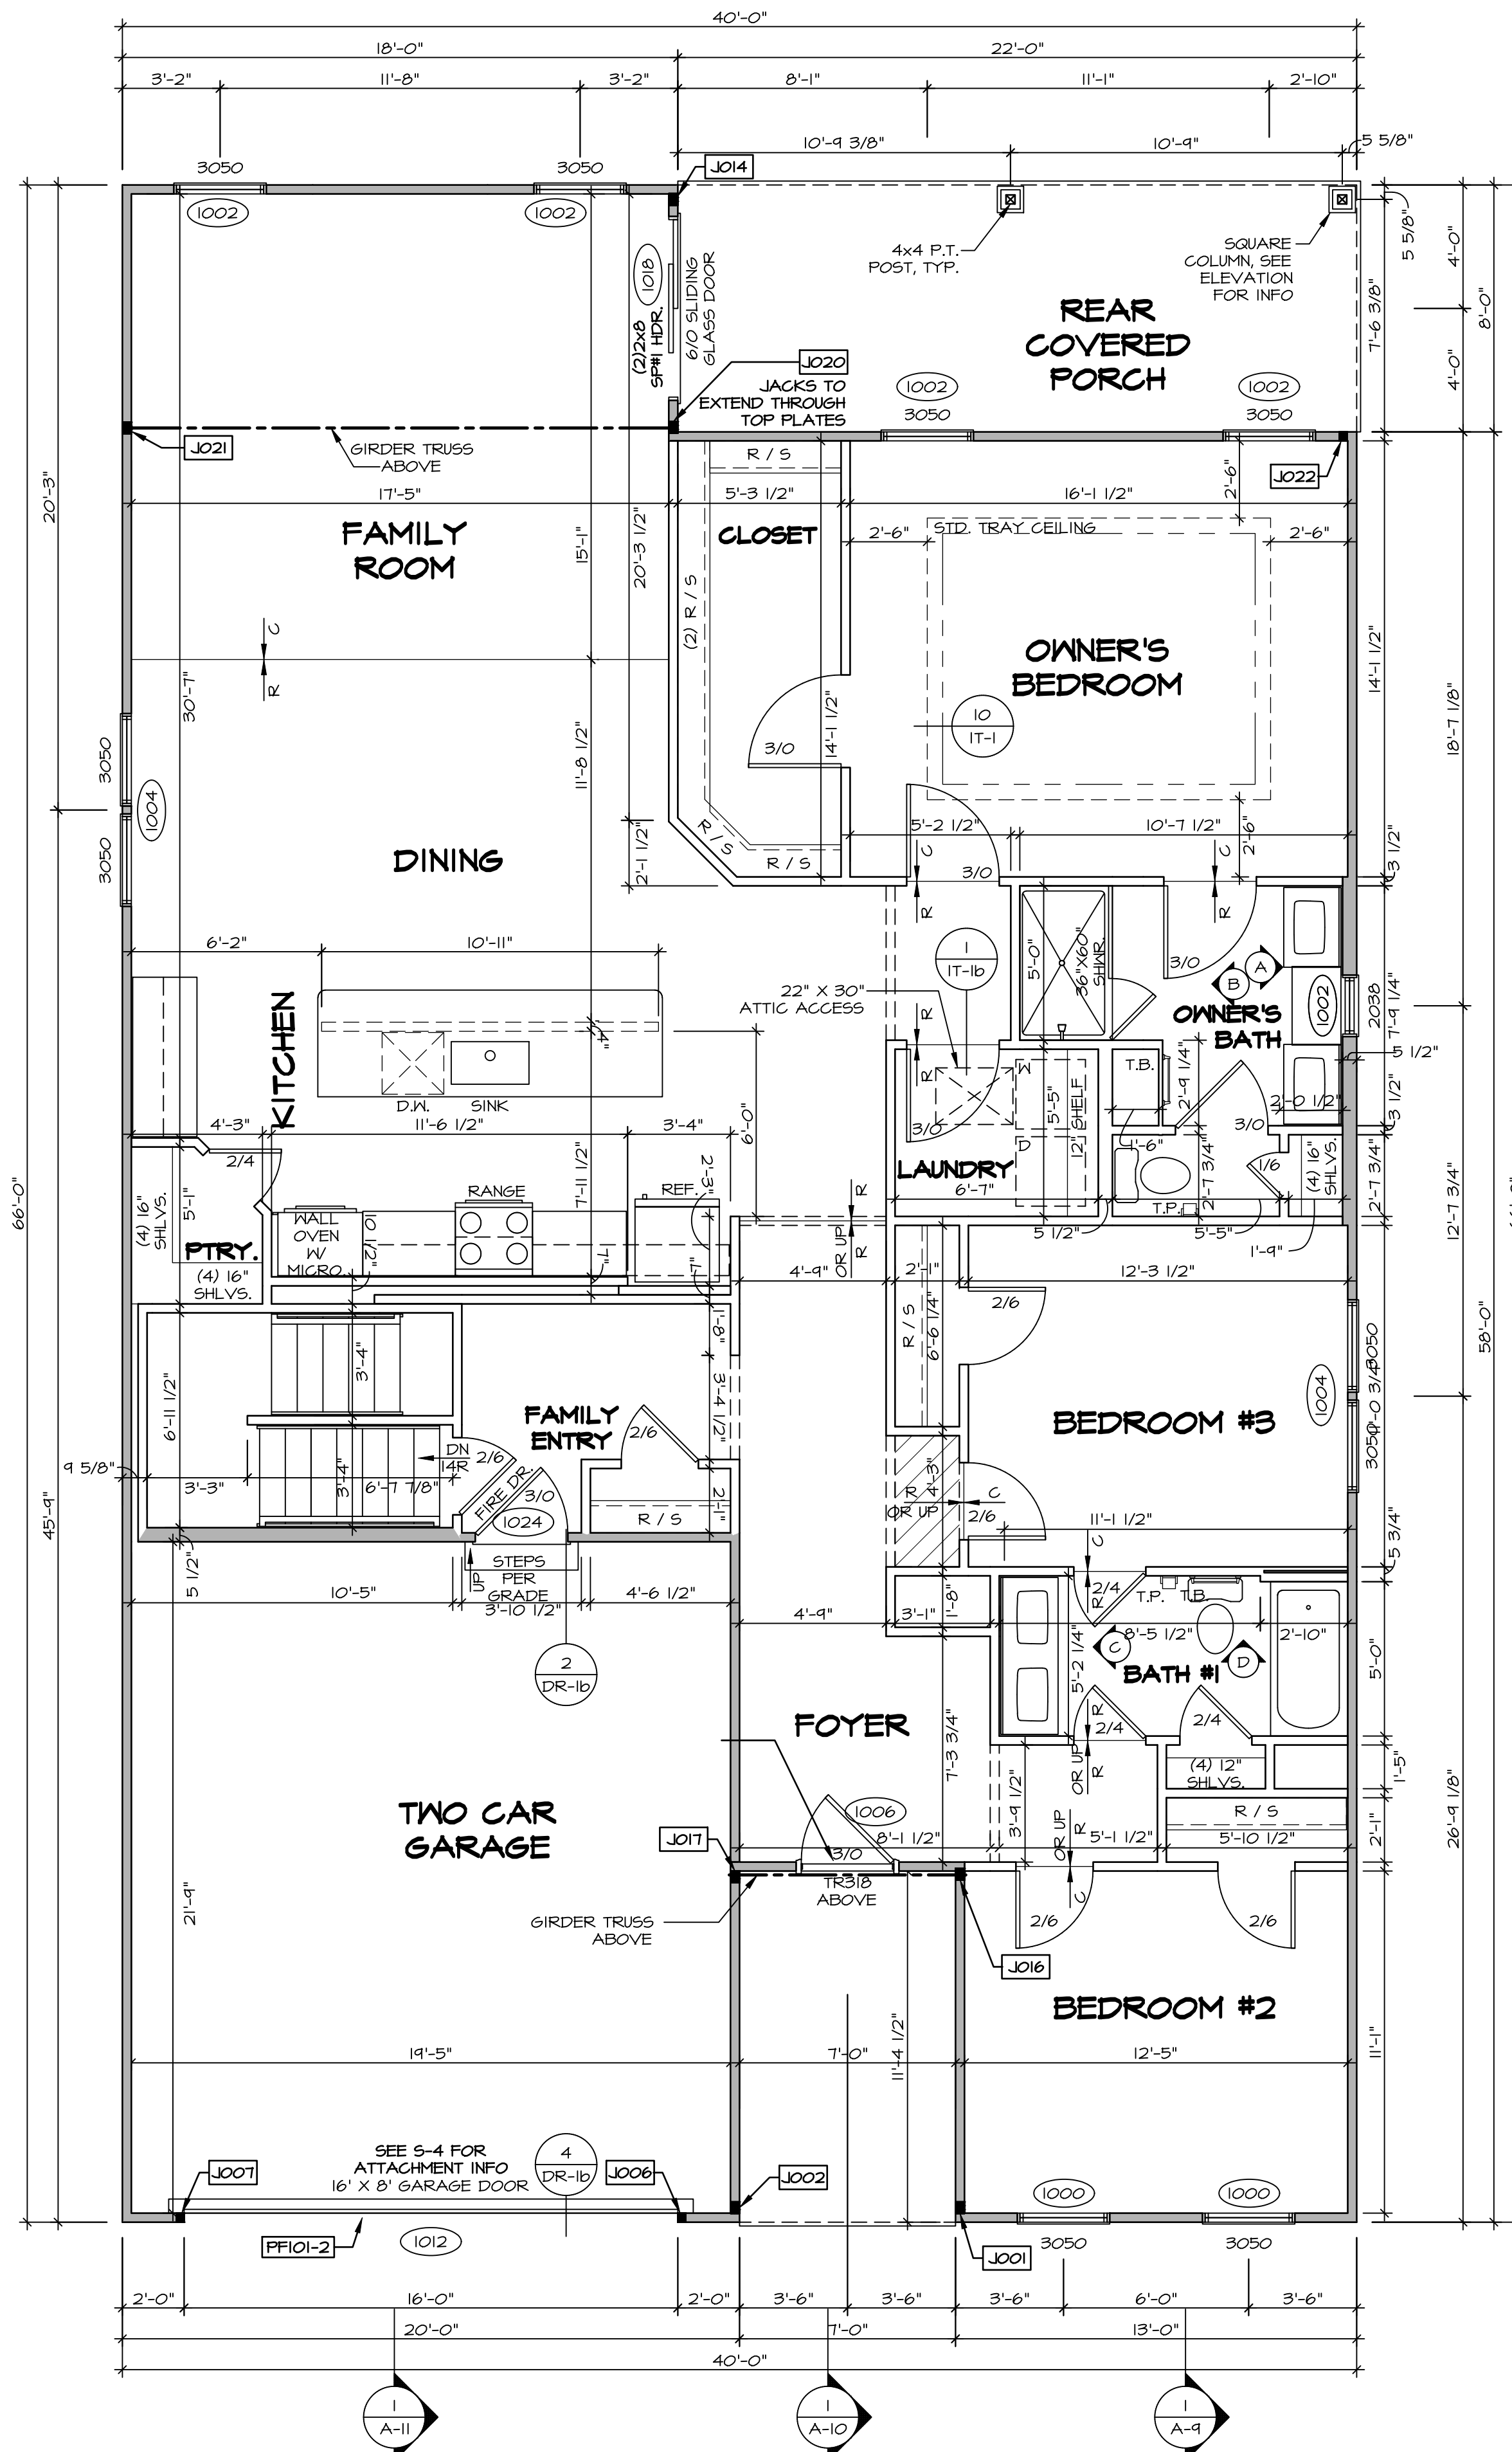 40'-0"
18'-0"
22'-0"
3'-2"
11'-8"
3'-2"
8'-1"
11'-1"
2'-10"
10'-9 3/8"
10'-9"
5 5/8"
3050
3050
J014
1002
1002
1018
6/0 SLIDING
GLASS DOOR
(2)2x8
SP#1 HDR.
4x4 P.T.
POST, TYP.
SQUARE
COLUMN, SEE
ELEVATION
FOR INFO
5 5/8"
4'-0"
7'-6 3/8"
8'-0"
4'-0"
REAR
COVERED
PORCH
J020
JACKS TO
EXTEND THROUGH
TOP PLATES
1002
3050
1002
3050
J021
GIRDER TRUSS
ABOVE
R / S
J022
20'-3"
17'-5"
5'-3 1/2"
16'-1 1/2"
2'-6"
FAMILY
ROOM
CLOSET
2'-6"
STD. TRAY CEILING
2'-6"
15'-1"
20'-3 1/2"
(2) R / S
C
R
30'-7"
OWNER'S
BEDROOM
14'-1 1/2"
18'-7 1/8"
10
IT-1
3/0
14'-1 1/2"
11'-8 1/2"
3050
1004
3050
DINING
2'-1 1/2"
R / S
R / S
5'-2 1/2"
10'-7 1/2"
2'-6"
3 1/2"
C
3/0
C
R
R
6'-2"
10'-11"
1
IT-1b
5'-0"
36"X60"
SHWR.
3/0
A
B
KITCHEN
22" X 30"
ATTIC ACCESS
R
R
OWNER'S
BATH
1002
2038
7'-9 1/4"
4"
5 1/2"
D.W.
SINK
W
T.B.
2'-9 1/4"
5'-5"
12" SHELF
2'-0 1/2"
3 1/2"
4'-3"
11'-6 1/2"
3'-4"
6'-0"
3/0
D
1'-6"
3/0
66'-0"
2/4
(4) 16"
SHLVS.
5'-1"
7'-11 1/2"
2'-3"
LAUNDRY
6'-7"
2'-7 3/4"
1/6
(4) 16"
SHLVS.
2'-7 3/4"
12'-7 3/4"
RANGE
REF.
T.P.
PTRY.
WALL
OVEN
W/
MICRO.
10 1/2"
(4) 16"
SHLVS.
7"
7"
R
OR UP
R
5 1/2"
5'-5"
1'-9"
4'-9"
2'-1"
12'-3 1/2"
2/6
R / S
6'-6 1/4"
1'-8"
3'-4"
3050
58'-0"
1004
3050
6'-11 1/2"
3'-4 1/2"
FAMILY
ENTRY
2/6
BEDROOM #3
DN
14R
2/6
9 5/8"
3'-3"
3'-4"
6'-7 7/8"
FIRE DR.
3/0
1024
R / S
2'-1"
4'-3"
R
OR UP
C
2/6
11'-1 1/2"
C
5 3/4"
45'-9"
5 1/2"
10'-5"
UP
STEPS
PER
GRADE
3'-10 1/2"
4'-6 1/2"
4'-9"
3'-1"
1'-8"
R
2/4
T.P.
T.B.
8'-5 1/2"
2'-10"
5'-0"
5'-2 1/4"
C
D
BATH #1
2
DR-1b
FOYER
7'-3 3/4"
R
2/4
2/4
OR UP
R
(4) 12"
SHLVS.
1'-5"
26'-9 1/8"
TWO CAR
GARAGE
1006
3'-9 1/2"
R / S
2'-1"
J017
8'-1 1/2"
OR UP
R
5'-1 1/2"
5'-10 1/2"
3/0
TR318
ABOVE
C
GIRDER TRUSS
ABOVE
2/6
2/6
21'-9"
J016
BEDROOM #2
19'-5"
7'-0"
11'-4 1/2"
12'-5"
11'-1"
SEE S-4 FOR
ATTACHMENT INFO
16' X 8' GARAGE DOOR
4
DR-1b
J007
J006
J002
1000
1000
PF101-2
1012
J001
3050
3050
2'-0"
16'-0"
2'-0"
3'-6"
3'-6"
3'-6"
6'-0"
3'-6"
20'-0"
7'-0"
13'-0"
40'-0"
1
A-11
1
A-10
1
A-9